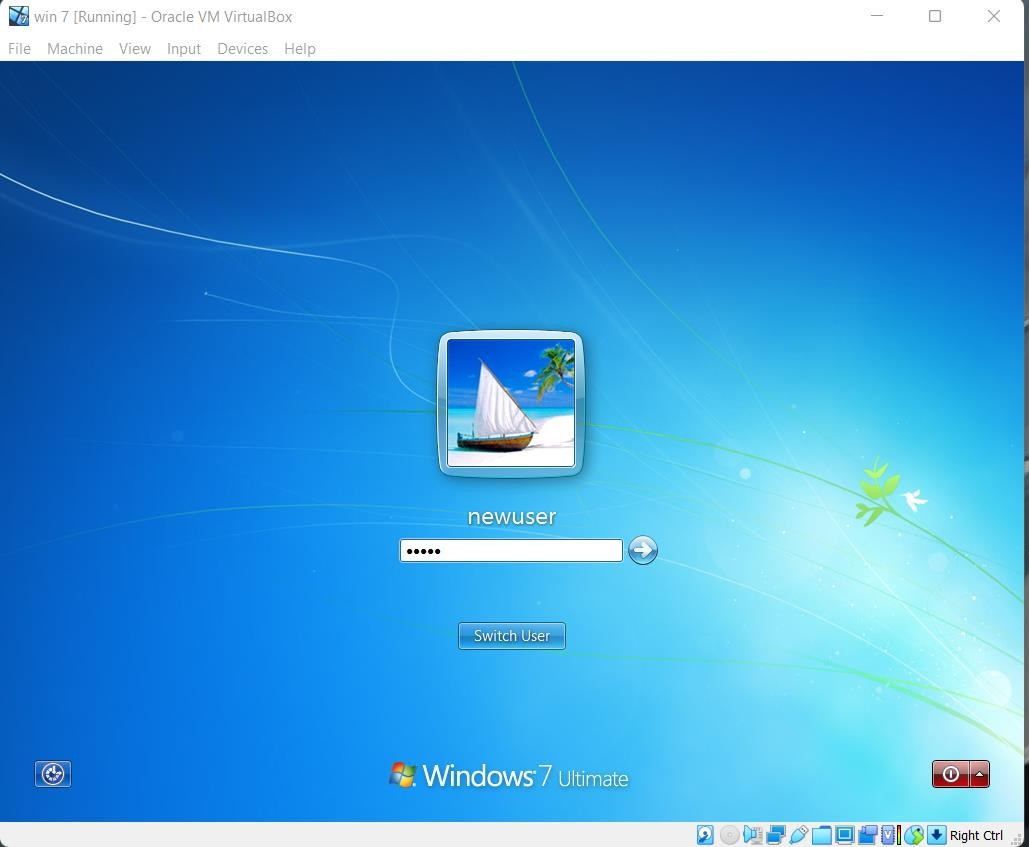 win 7 [Running] - Oracle VM VirtualBox
File Machine View Input Devices Help
newuser
•••••
Switch User
Windows 7 Ultimate
Right Ctrl